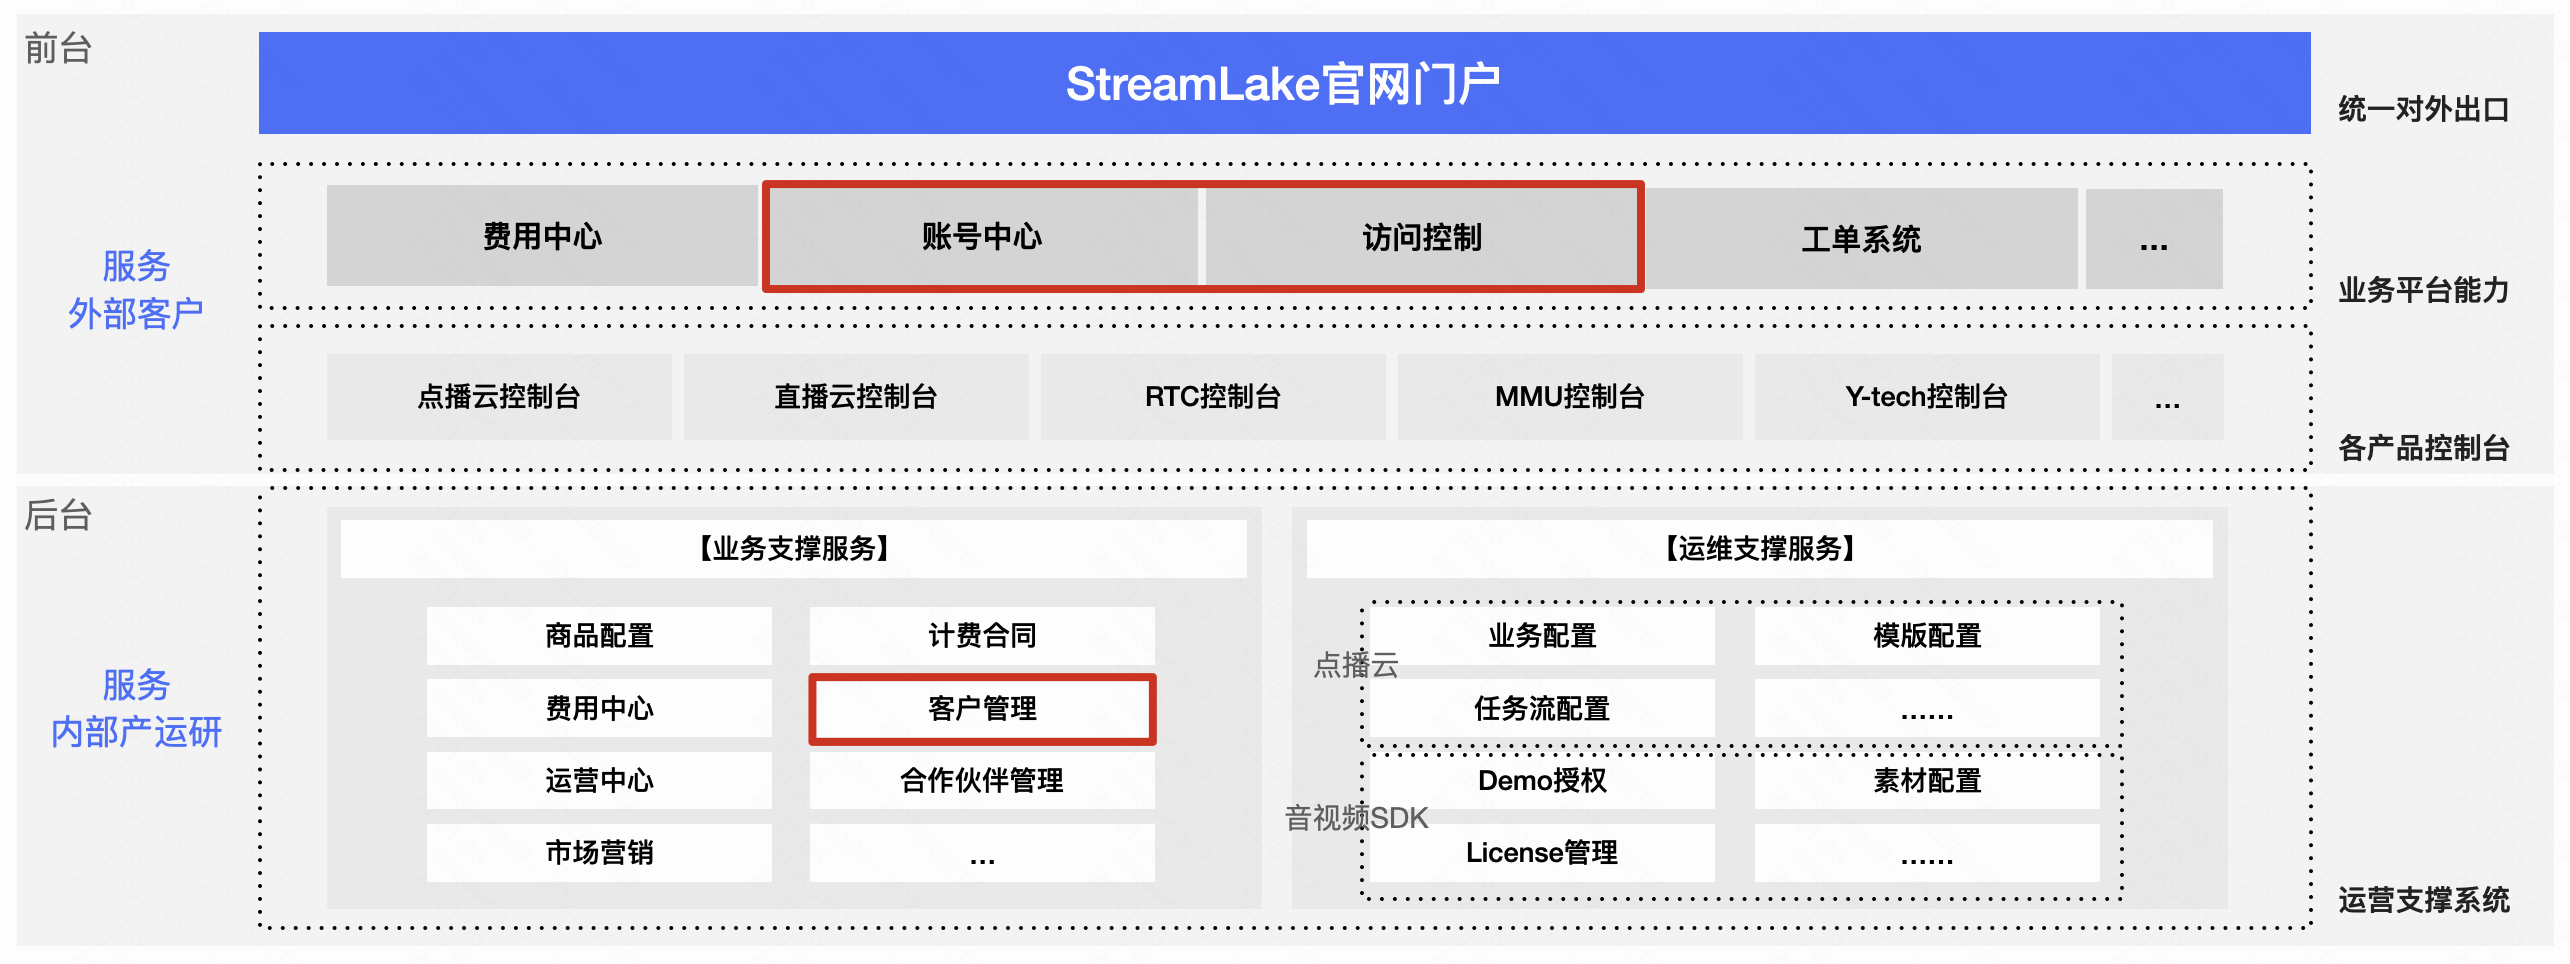 前台
StreamLake官网门户
统一对外出口
服务
外部客户
费用中心
账号中心
访问控制
工单系统
...
业务平台能力
点播云控制台
直播云控制台
RTC控制台
MMU控制台
Y-tech控制台
...
各产品控制台
后台
服务
内部产运研
【业务支撑服务】
商品配置
计费合同
费用中心
客户管理
运营中心
合作伙伴管理
市场营销
...
【运维支撑服务】
点播云
业务配置
模版配置
任务流配置
......
音视频SDK
Demo授权
素材配置
License管理
......
运营支撑系统